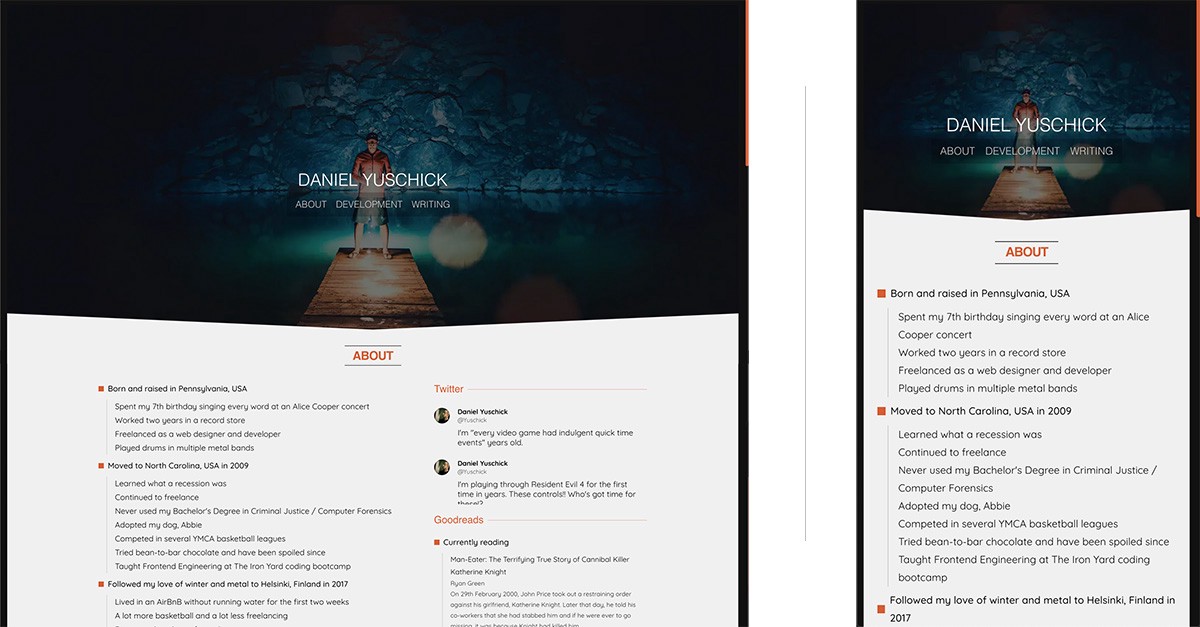 DANIEL YUSCHICK
ABOUT DEVELOPMENT WRITING
ABOUT
Born and raised in Pennsylvania, USA
Spent my 7th birthday singing every word at an Alice Cooper concert
Worked two years in a record store
Freelanced as a web designer and developer
Played drums in multiple metal bands
Moved to North Carolina, USA in 2009
Learned what a recession was
Continued to freelance
Never used my Bachelor's Degree in Criminal Justice / Computer Forensics
Adopted my dog, Abbie
Competed in several YMCA basketball leagues
Tried bean-to-bar chocolate and have been spoiled since
Taught Frontend Engineering at The Iron Yard coding bootcamp
Followed my love of winter and metal to Helsinki, Finland in 2017
Lived in an AirBnB without running water for the first two weeks
A lot more basketball and a lot less freelancing
Twitter
Daniel Yuschick
@Yuschick
I'm "every video game had indulgent quick time
events" years old.
Daniel Yuschick
@Yuschick
I'm playing through Resident Evil 4 for the first
time in years. These controls!! Who's got time for
these!?
Goodreads
Currently reading
Man-Eater: The Terrifying True Story of Cannibal Killer
Katherine Knight
Ryan Green
On 29th February 2000, John Price took out a restraining order
against his girlfriend, Katherine Knight. Later that day, he told his
co-workers that she had stabbed him and if he were ever to go
missing, it was because Knight had killed him.
DANIEL YUSCHICK
ABOUT DEVELOPMENT WRITING
ABOUT
Born and raised in Pennsylvania, USA
Spent my 7th birthday singing every word at an Alice
Cooper concert
Worked two years in a record store
Freelanced as a web designer and developer
Played drums in multiple metal bands
Moved to North Carolina, USA in 2009
Learned what a recession was
Continued to freelance
Never used my Bachelor's Degree in Criminal Justice /
Computer Forensics
Adopted my dog, Abbie
Competed in several YMCA basketball leagues
Tried bean-to-bar chocolate and have been spoiled since
Taught Frontend Engineering at The Iron Yard coding
bootcamp
Followed my love of winter and metal to Helsinki, Finland in
2017